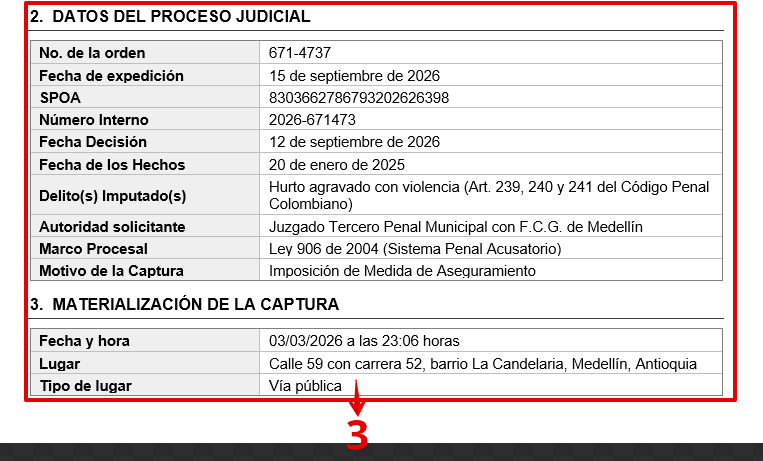 2. DATOS DEL PROCESO JUDICIAL
No. de la orden 671-4737
Fecha de expedición 15 de septiembre de 2026
SPOA 8303662786793202626398
Número Interno 2026-671473
Fecha Decisión 12 de septiembre de 2026
Fecha de los Hechos 20 de enero de 2025
Delito(s) Imputado(s) Hurto agravado con violencia (Art. 239, 240 y 241 del Código Penal
Colombiano)
Autoridad solicitante Juzgado Tercero Penal Municipal con F.C.G. de Medellín
Marco Procesal Ley 906 de 2004 (Sistema Penal Acusatorio)
Motivo de la Captura Imposición de Medida de Aseguramiento
3. MATERIALIZACIÓN DE LA CAPTURA
Fecha y hora 03/03/2026 a las 23:06 horas
Lugar Calle 59 con carrera 52, barrio La Candelaria, Medellín, Antioquia
Tipo de lugar Vía pública
3